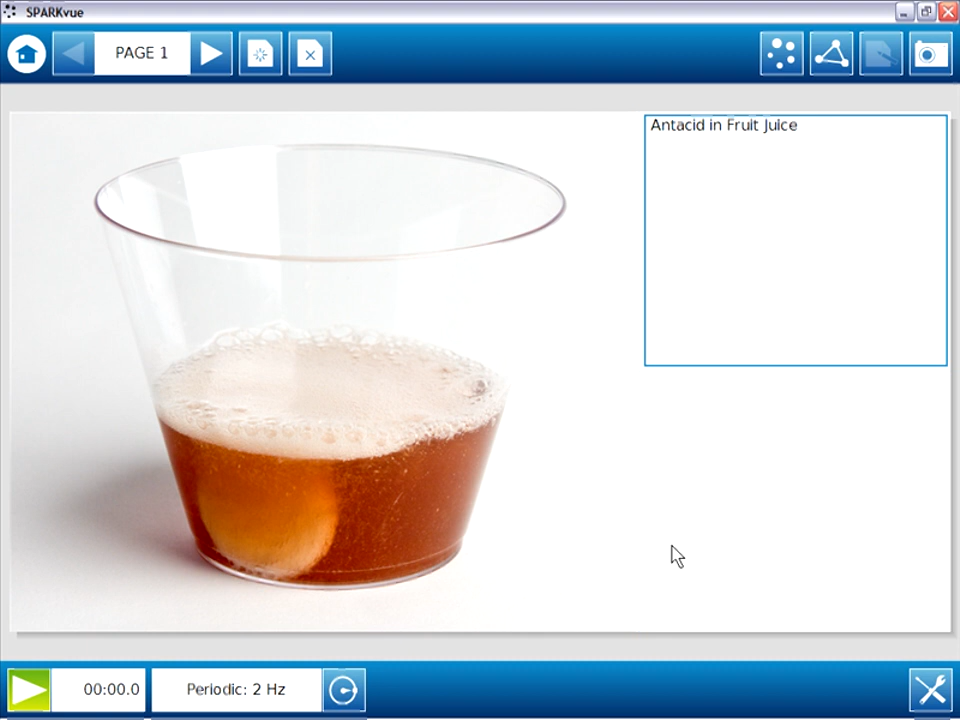 SPARKvue
PAGE 1
Antacid in Fruit Juice
00:00.0
Periodic: 2 Hz